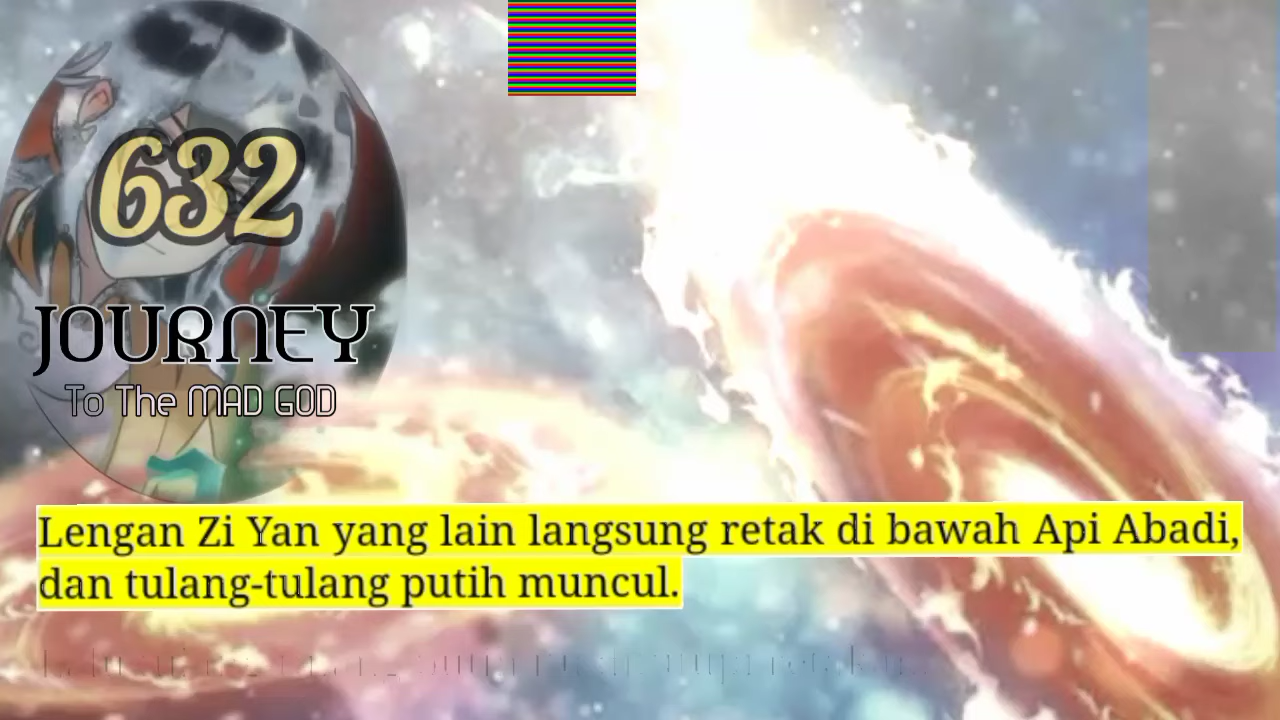 632
JOURNEY
To The MAD GOD
Lengan Zi Yan yang lain langsung retak di bawah Api Abadi,
dan tulang-tulang putih muncul.